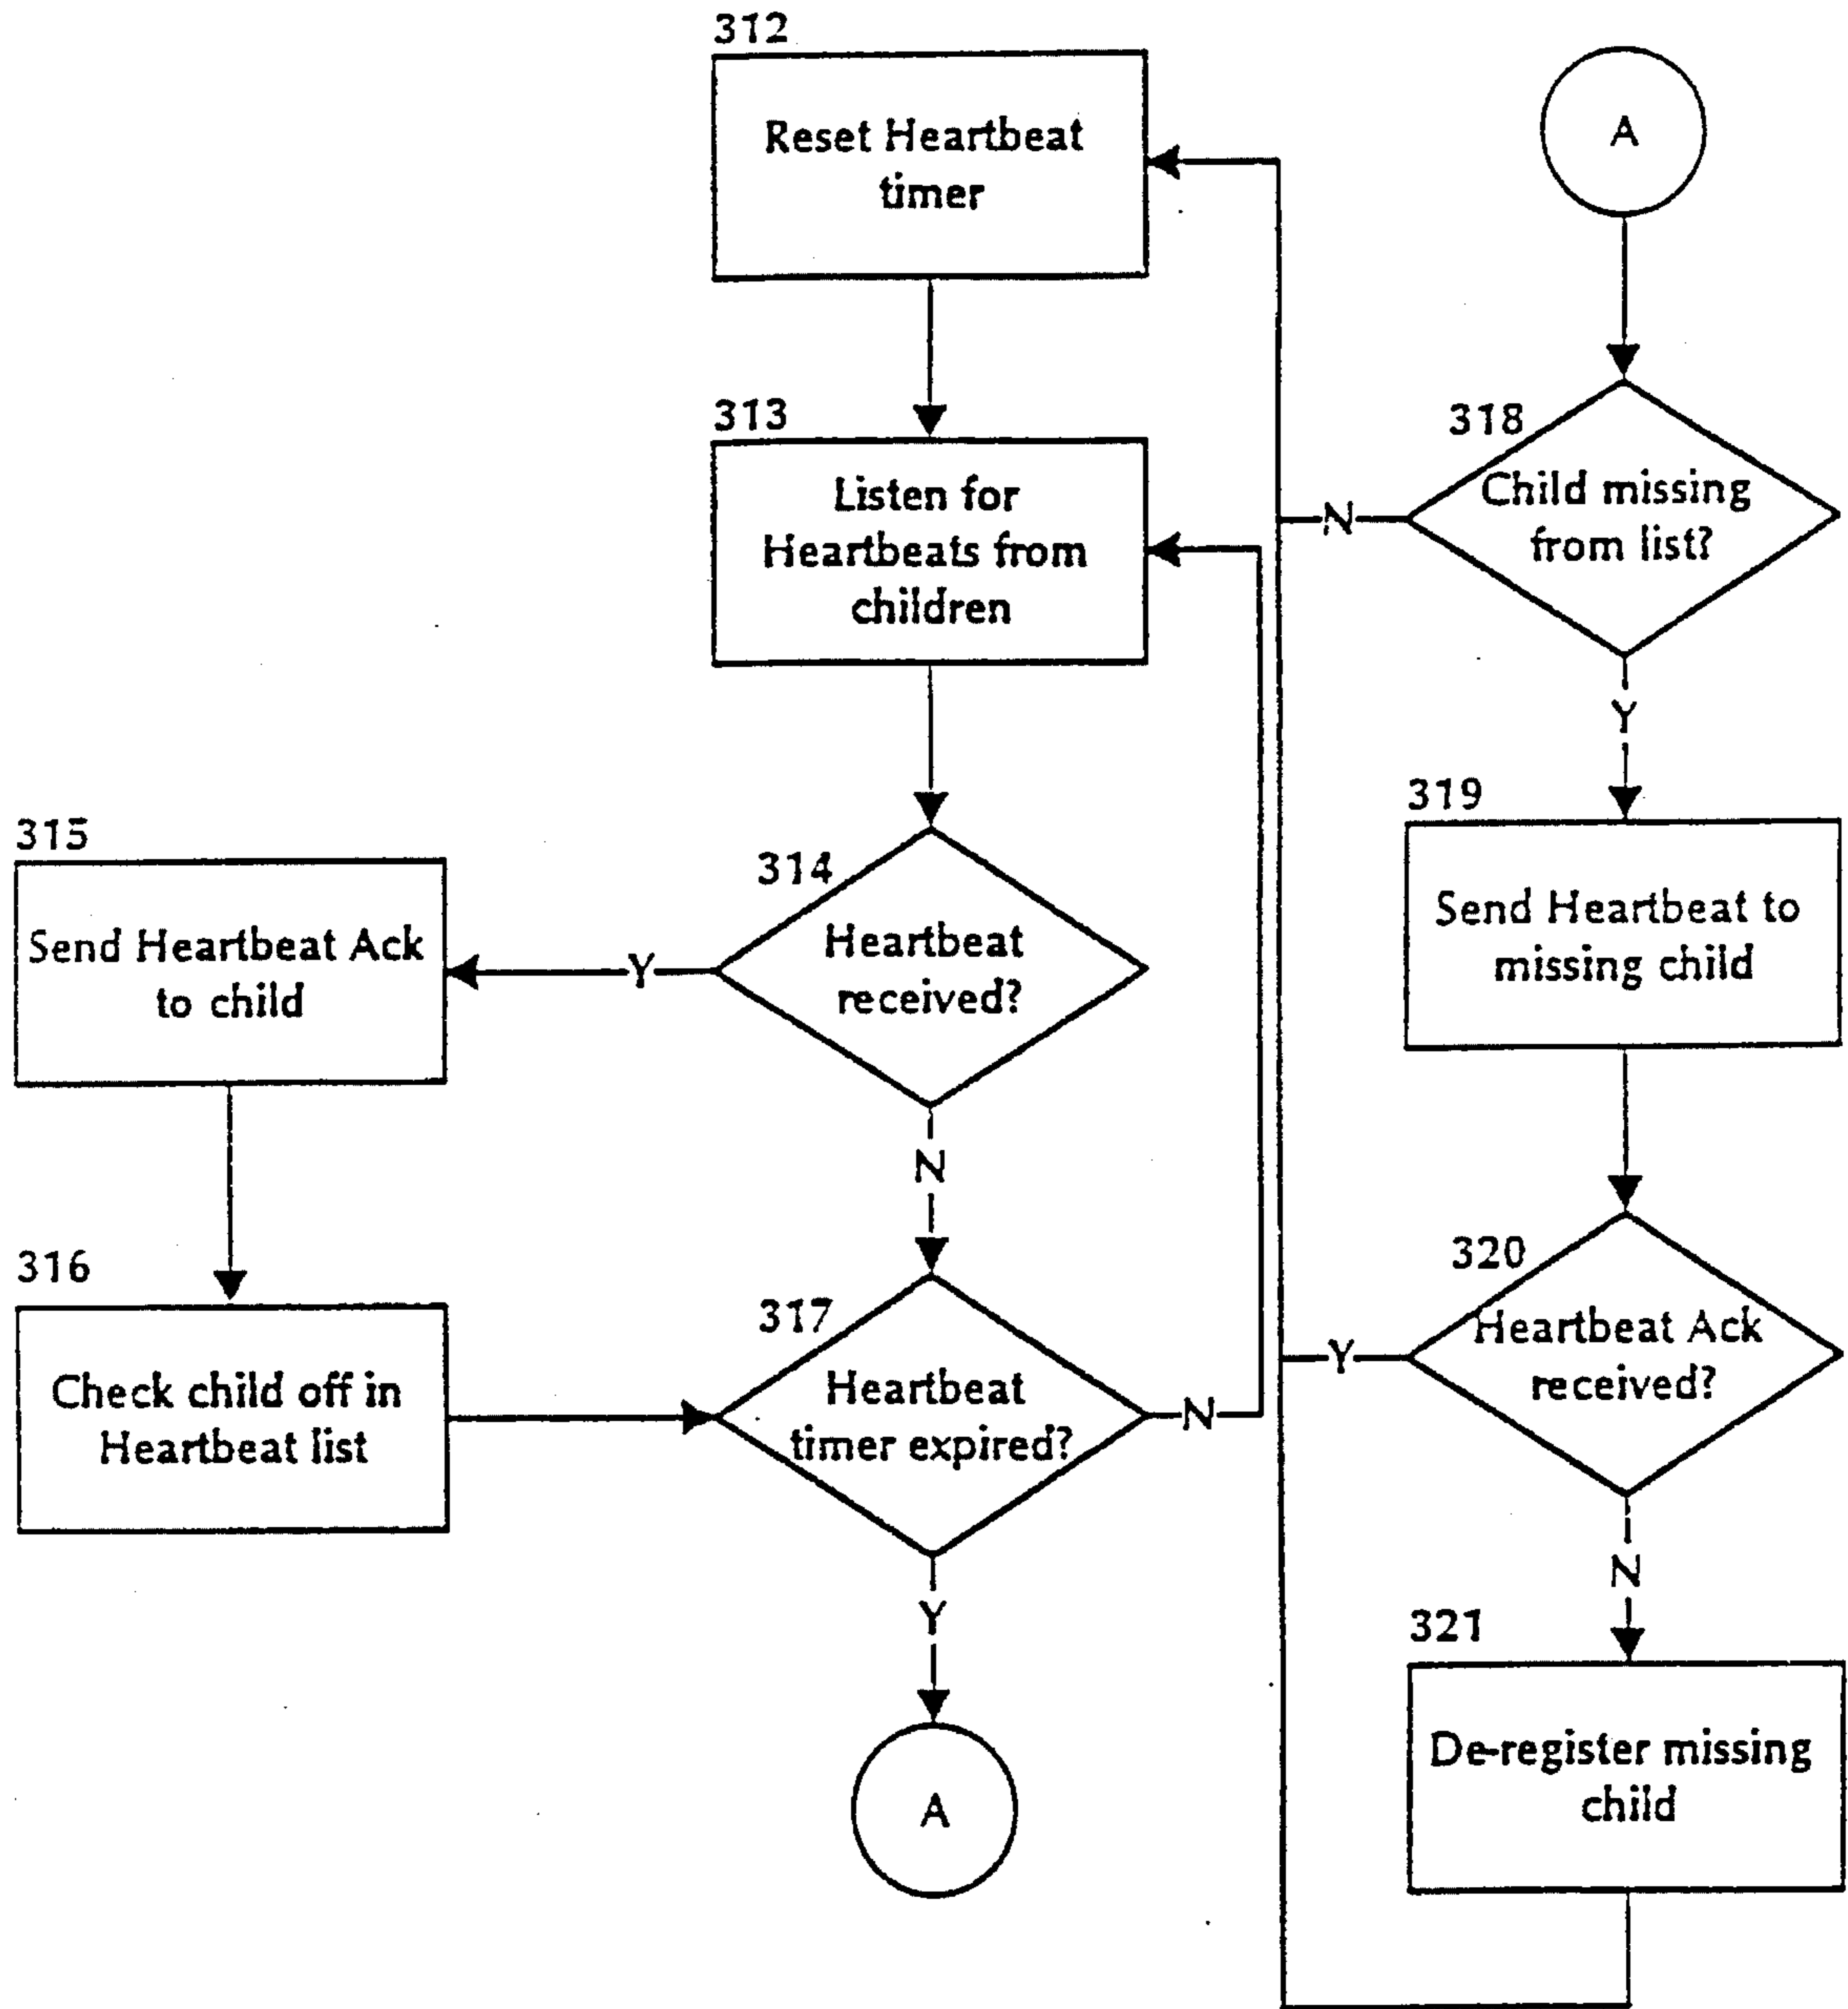 312
Reset Heartbeat
timer
313
Listen for
Heartbeats from
children
314
Heartbeat
received?
Y
N
315
Send Heartbeat Ack
to child
316
Check child off in
Heartbeat list
317
Heartbeat
timer expired?
N
Y
A
A
318
Child missing
from list?
N
Y
319
Send Heartbeat to
missing child
320
Heartbeat Ack
received?
Y
N
321
De-register missing
child